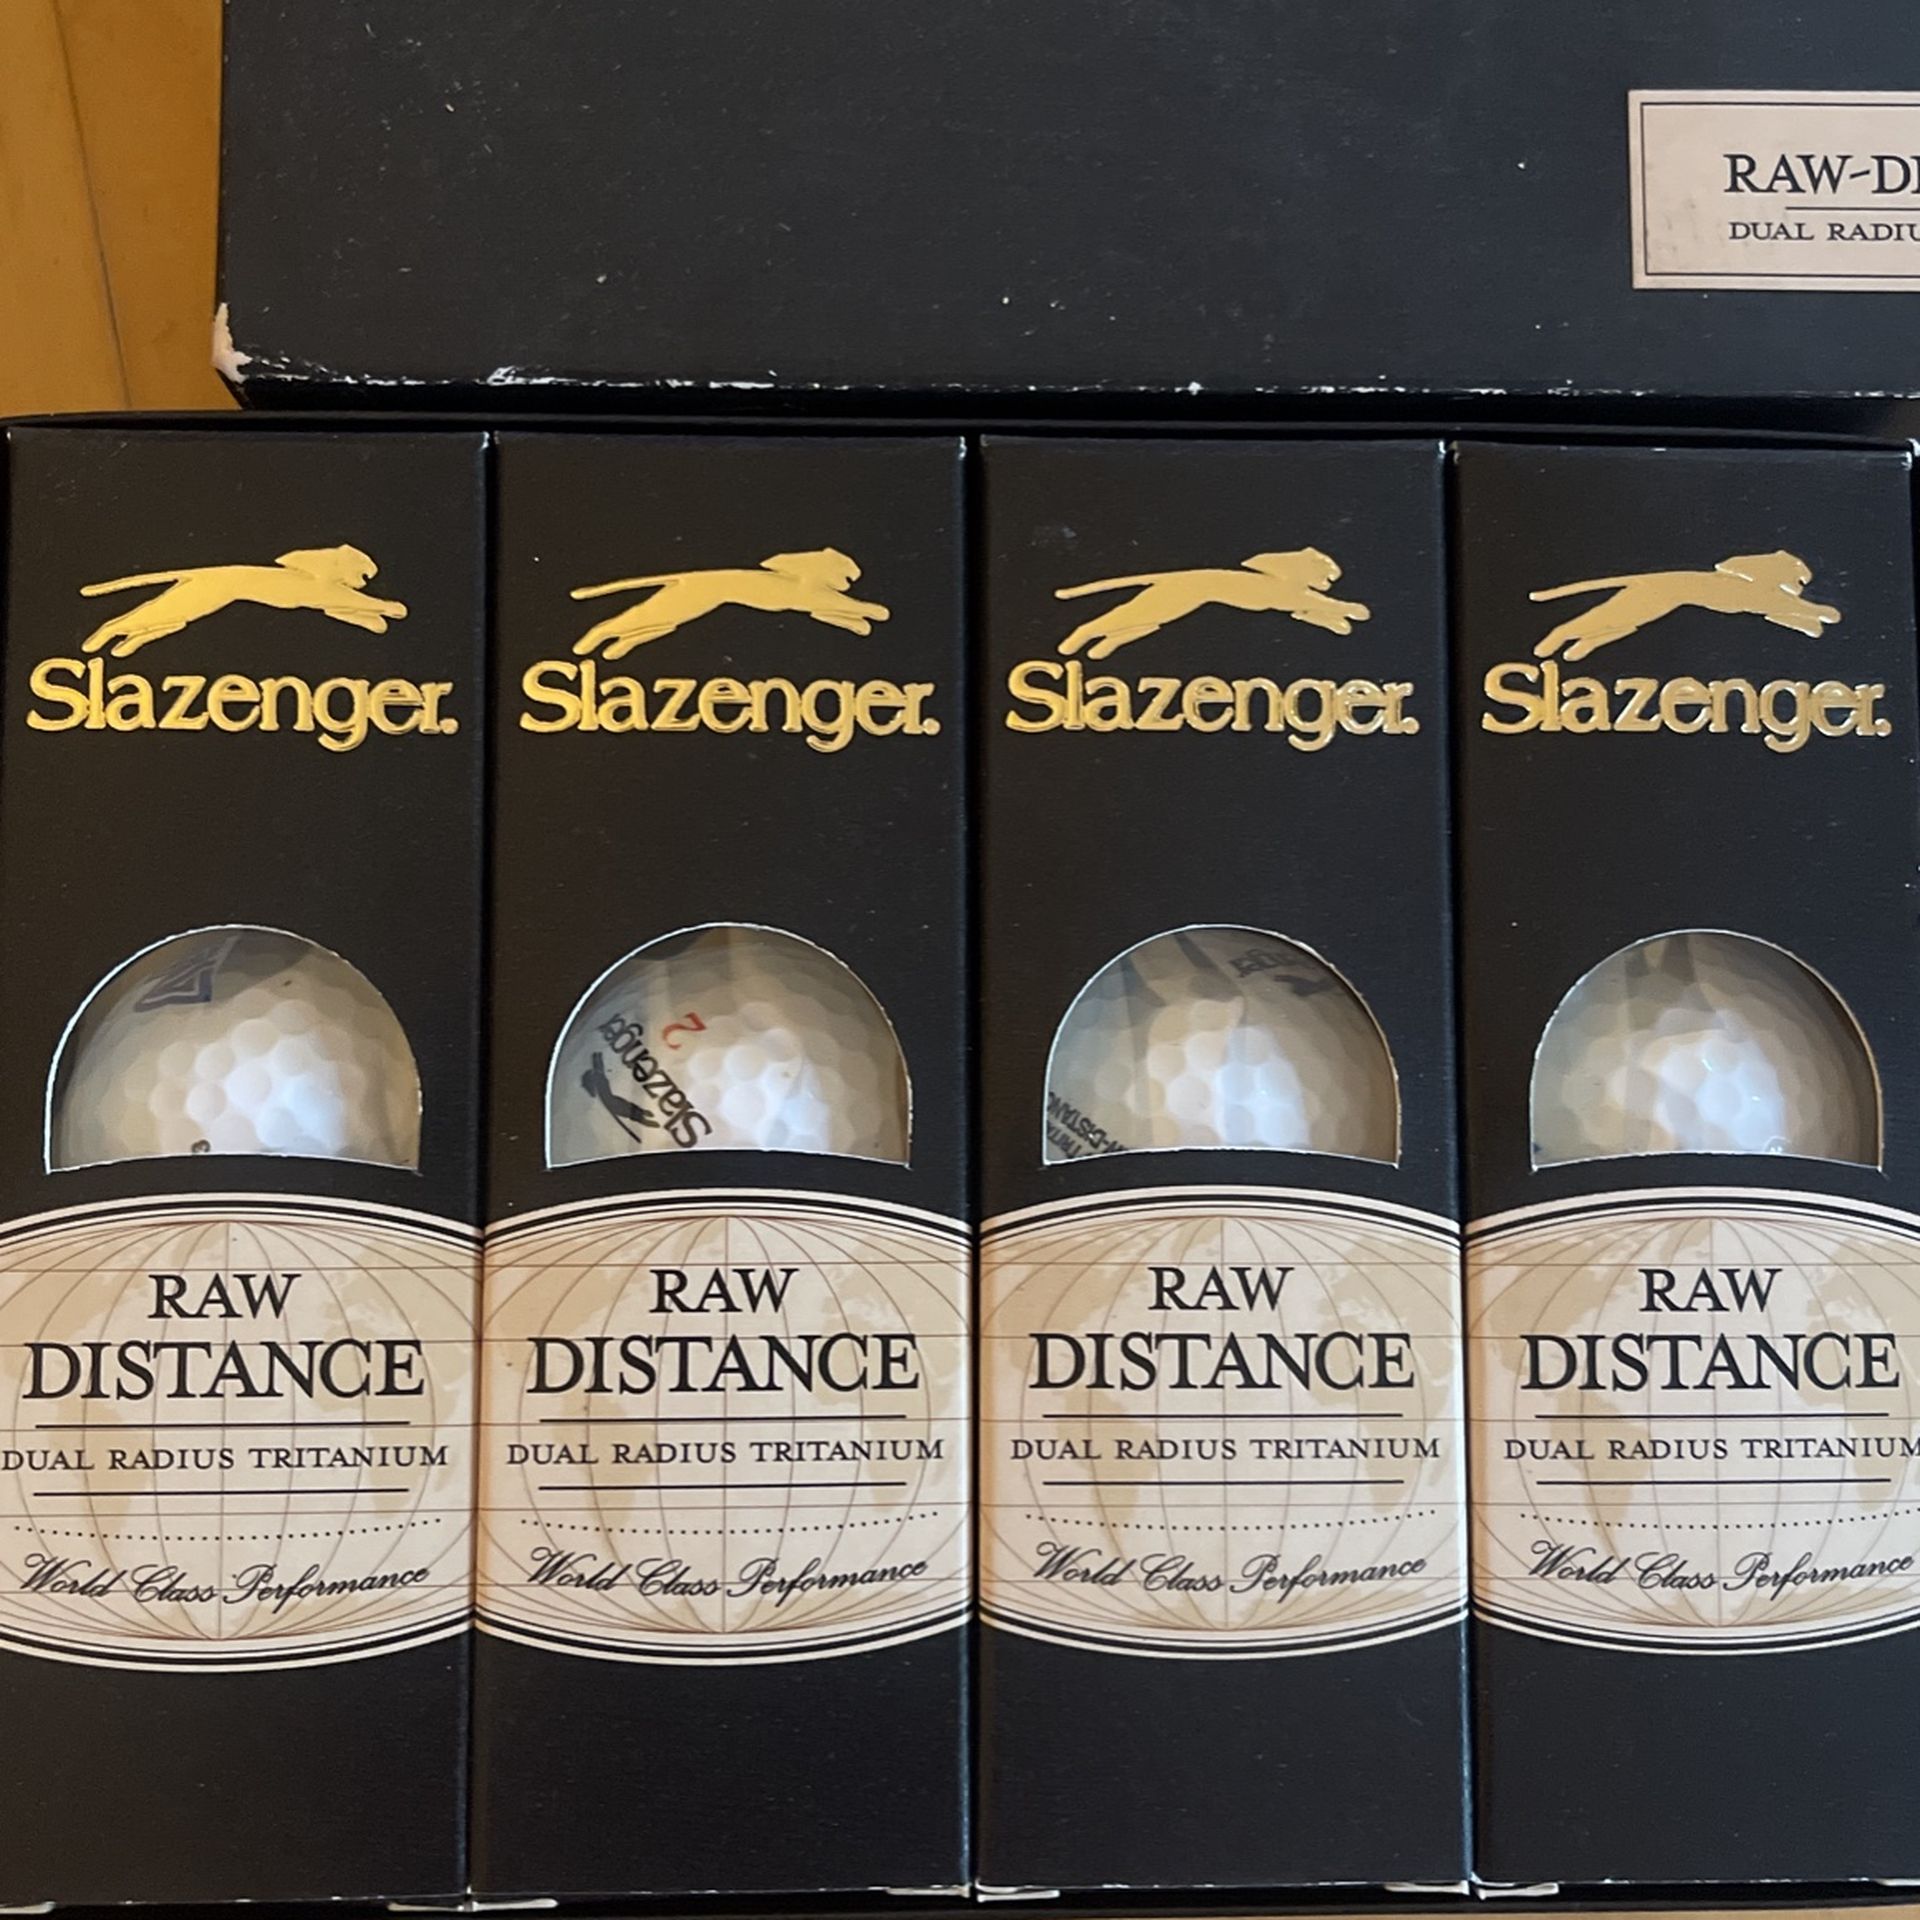 RAW-DI
DUAL RADIU
Slazenger.
Slazenger.
Slazenger.
Slazenger.
Slazenger
2
RAW
DISTANCE
DUAL RADIUS TRITANIUM
World Class Performance
RAW
DISTANCE
DUAL RADIUS TRITANIUM
World Class Performance
RAW
DISTANCE
DUAL RADIUS TRITANIUM
World Class Performance
RAW
DISTANCE
DUAL RADIUS TRITANIUM
World Class Performance